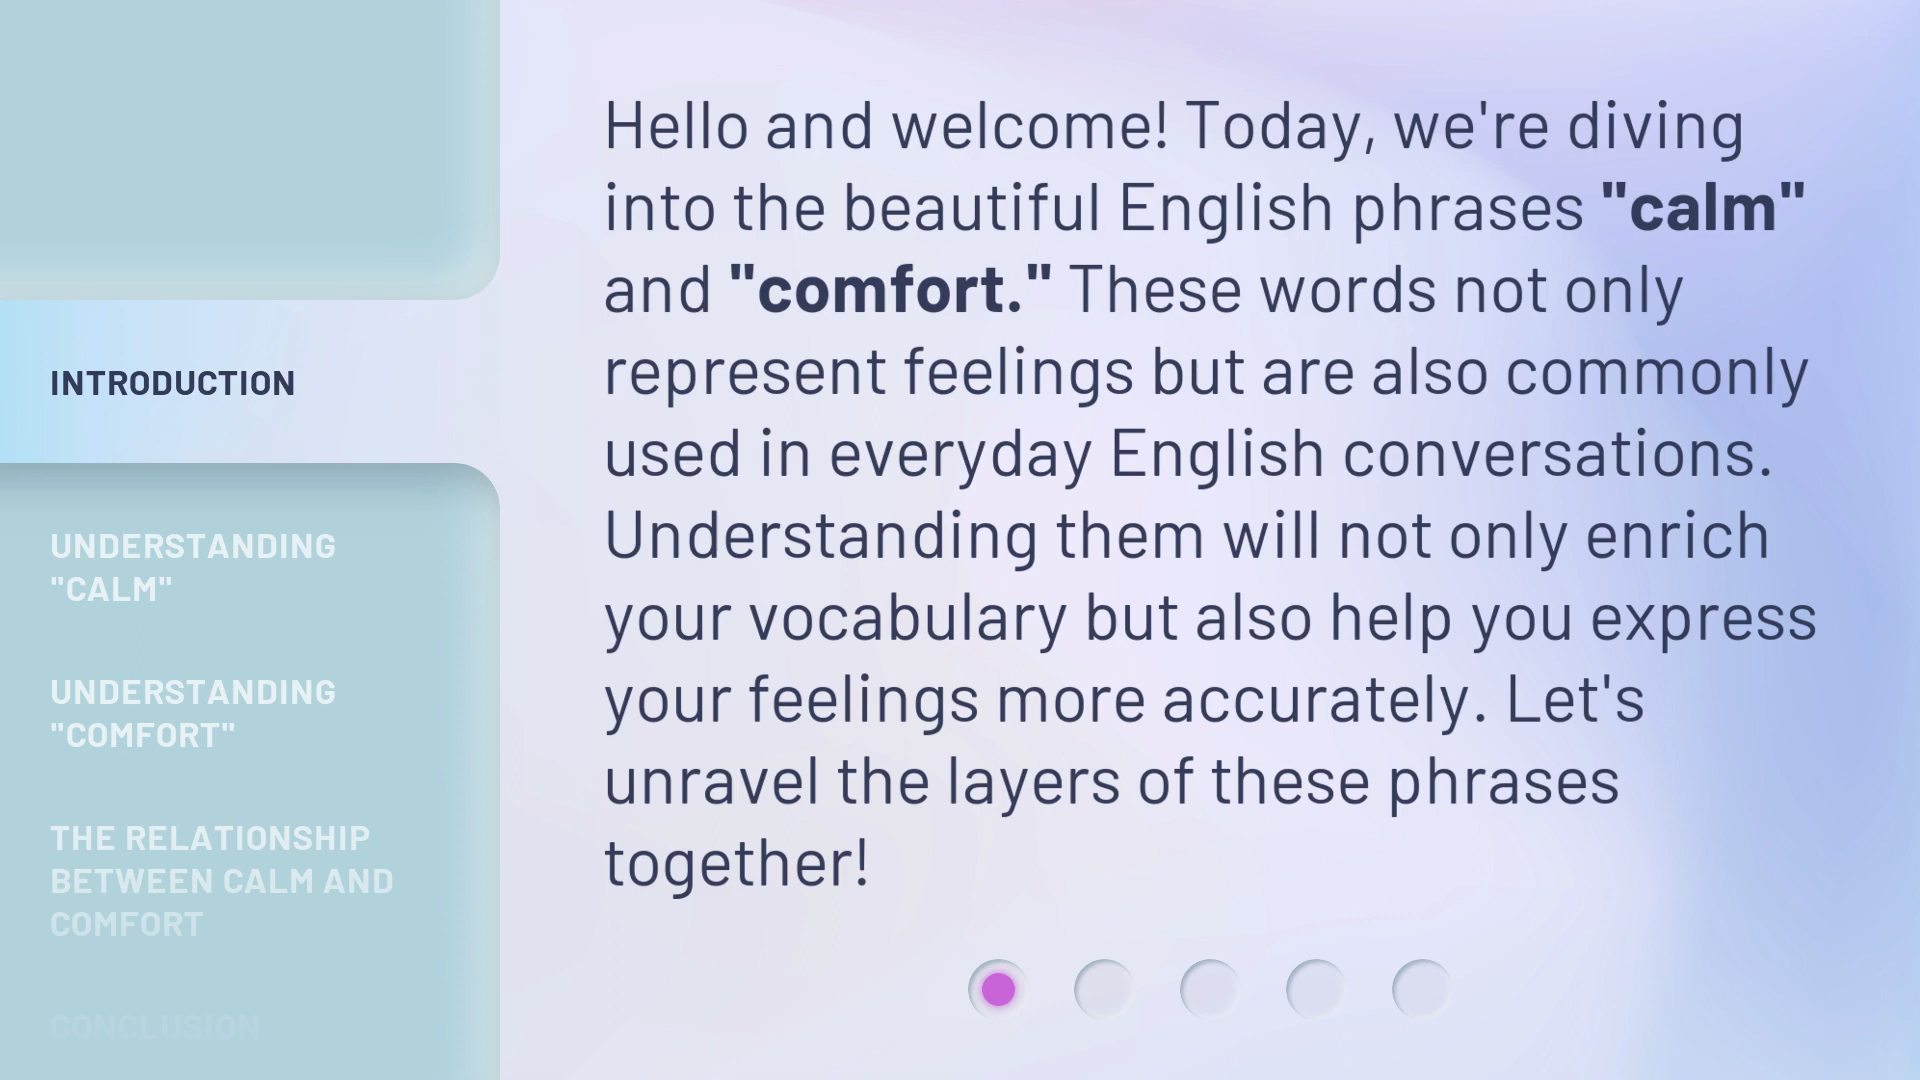 INTRODUCTION
UNDERSTANDING
"CALM"
UNDERSTANDING
"COMFORT"
THE RELATIONSHIP
BETWEEN CALM AND
COMFORT
CONCLUSION
Hello and welcome! Today, we're diving
into the beautiful English phrases "calm"
and "comfort." These words not only
represent feelings but are also commonly
used in everyday English conversations.
Understanding them will not only enrich
your vocabulary but also help you express
your feelings more accurately. Let's
unravel the layers of these phrases
together!